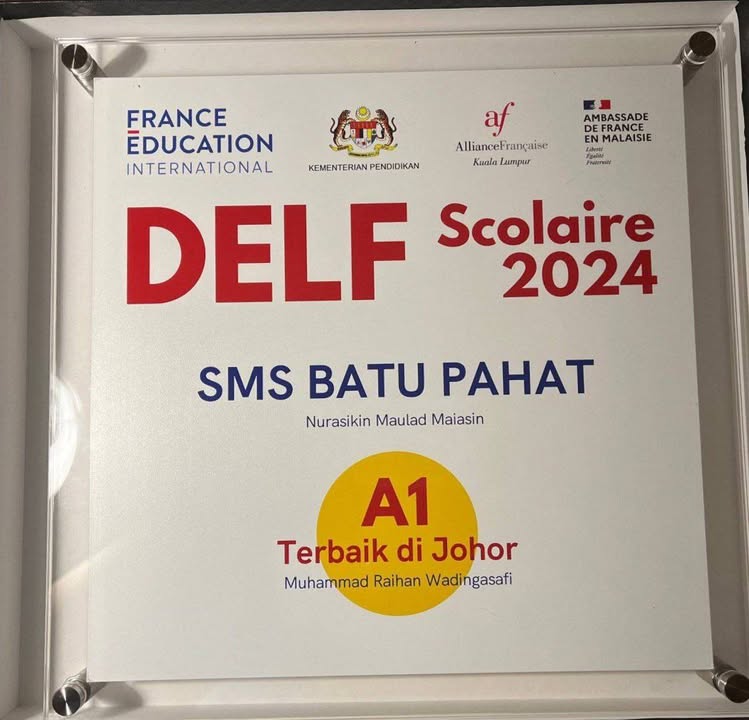 FRANCE
ÉDUCATION
INTERNATIONAL
KEMENTERIAN PENDIDIKAN
af
AllianceFrançaise
Kuala Lumpur
AMBASSADE
DE FRANCE
EN MALAISIE
Liberté
Égalité
Fraternité
DELF
Scolaire
2024
SMS BATU PAHAT
Nurasikin Maulad Maiasin
A1
Terbaik di Johor
Muhammad Raihan Wadingasafi